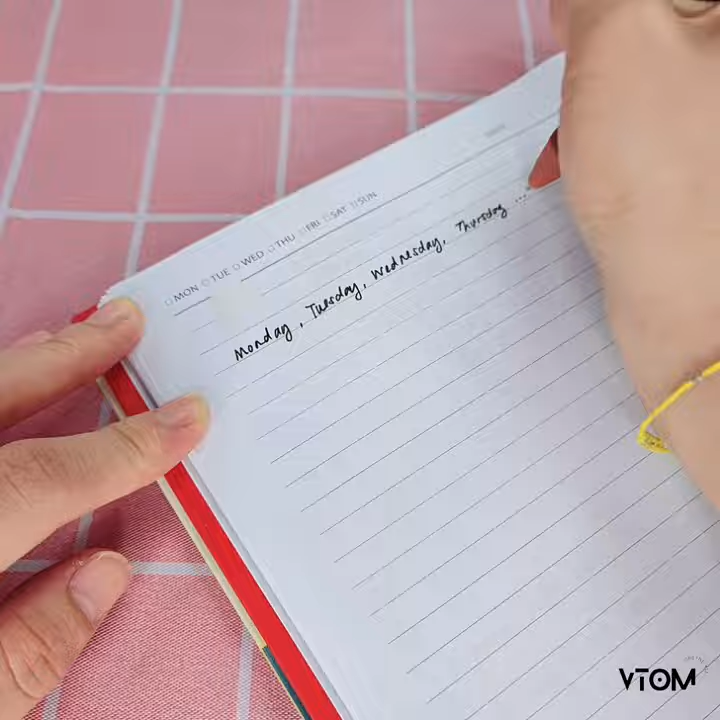 MON TUE WED THU FRI SAT SUN
Monday, Tuesday, Wednesday, Thursday ...
VTOM